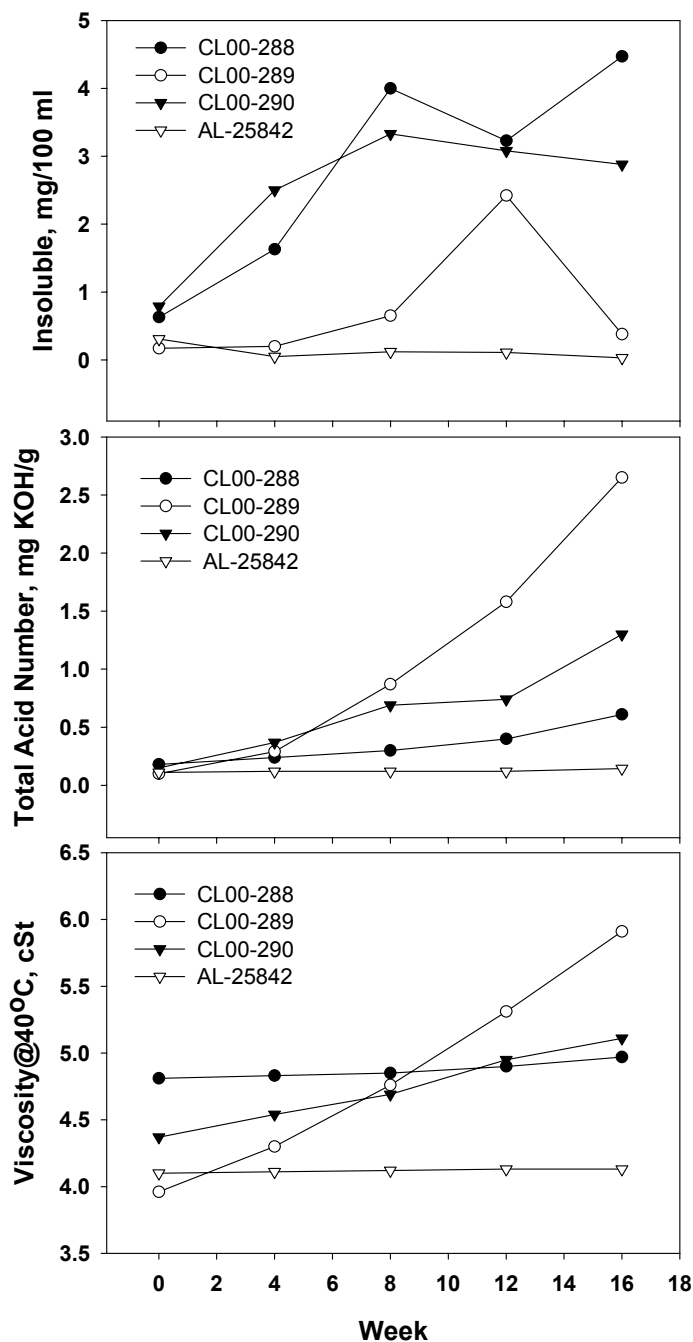 Insoluble, mg/100 ml
5
4
3
2
1
0
CL00-288
CL00-289
CL00-290
AL-25842
Total Acid Number, mg KOH/g
3.0
2.5
2.0
1.5
1.0
0.5
0.0
CL00-288
CL00-289
CL00-290
AL-25842
Viscosity@40ºC, cSt
6.5
6.0
5.5
5.0
4.5
4.0
3.5
CL00-288
CL00-289
CL00-290
AL-25842
0 2 4 6 8 10 12 14 16 18
Week